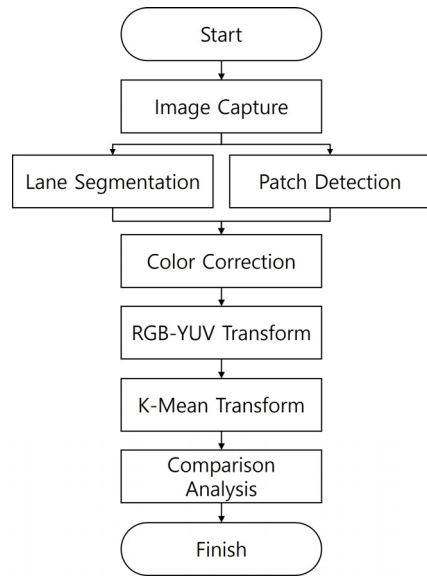 Start
Image Capture
Lane Segmentation
Patch Detection
Color Correction
RGB-YUV Transform
K-Mean Transform
Comparison
Analysis
Finish